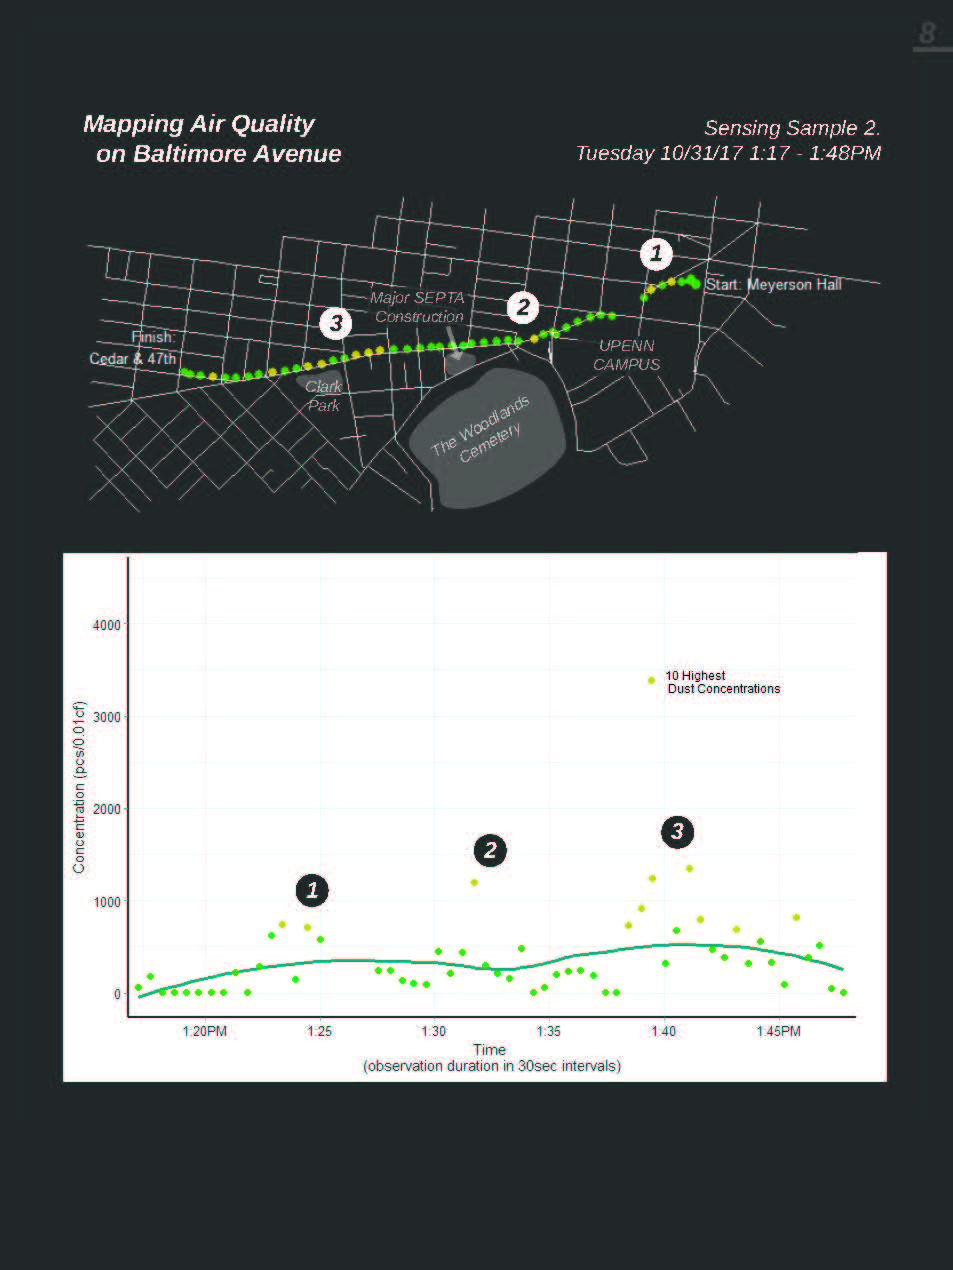 8
Mapping Air Quality
on Baltimore Avenue
Sensing Sample 2.
Tuesday 10/31/17 1:17 - 1:48PM
1
Start: Meyerson Hall
Major SEPTA
Construction
2
3
Finish:
Cedar & 47th
UPENN
CAMPUS
Clark
Park
The Woodlands
Cemetery
4000
3000
2000
1000
0
Concentration (pcs/0.01cf)
10 Highest
Dust Concentrations
1
2
3
1:20PM
1:25
1:30
1:35
1:40
1:45PM
Time
(observation duration in 30sec intervals)